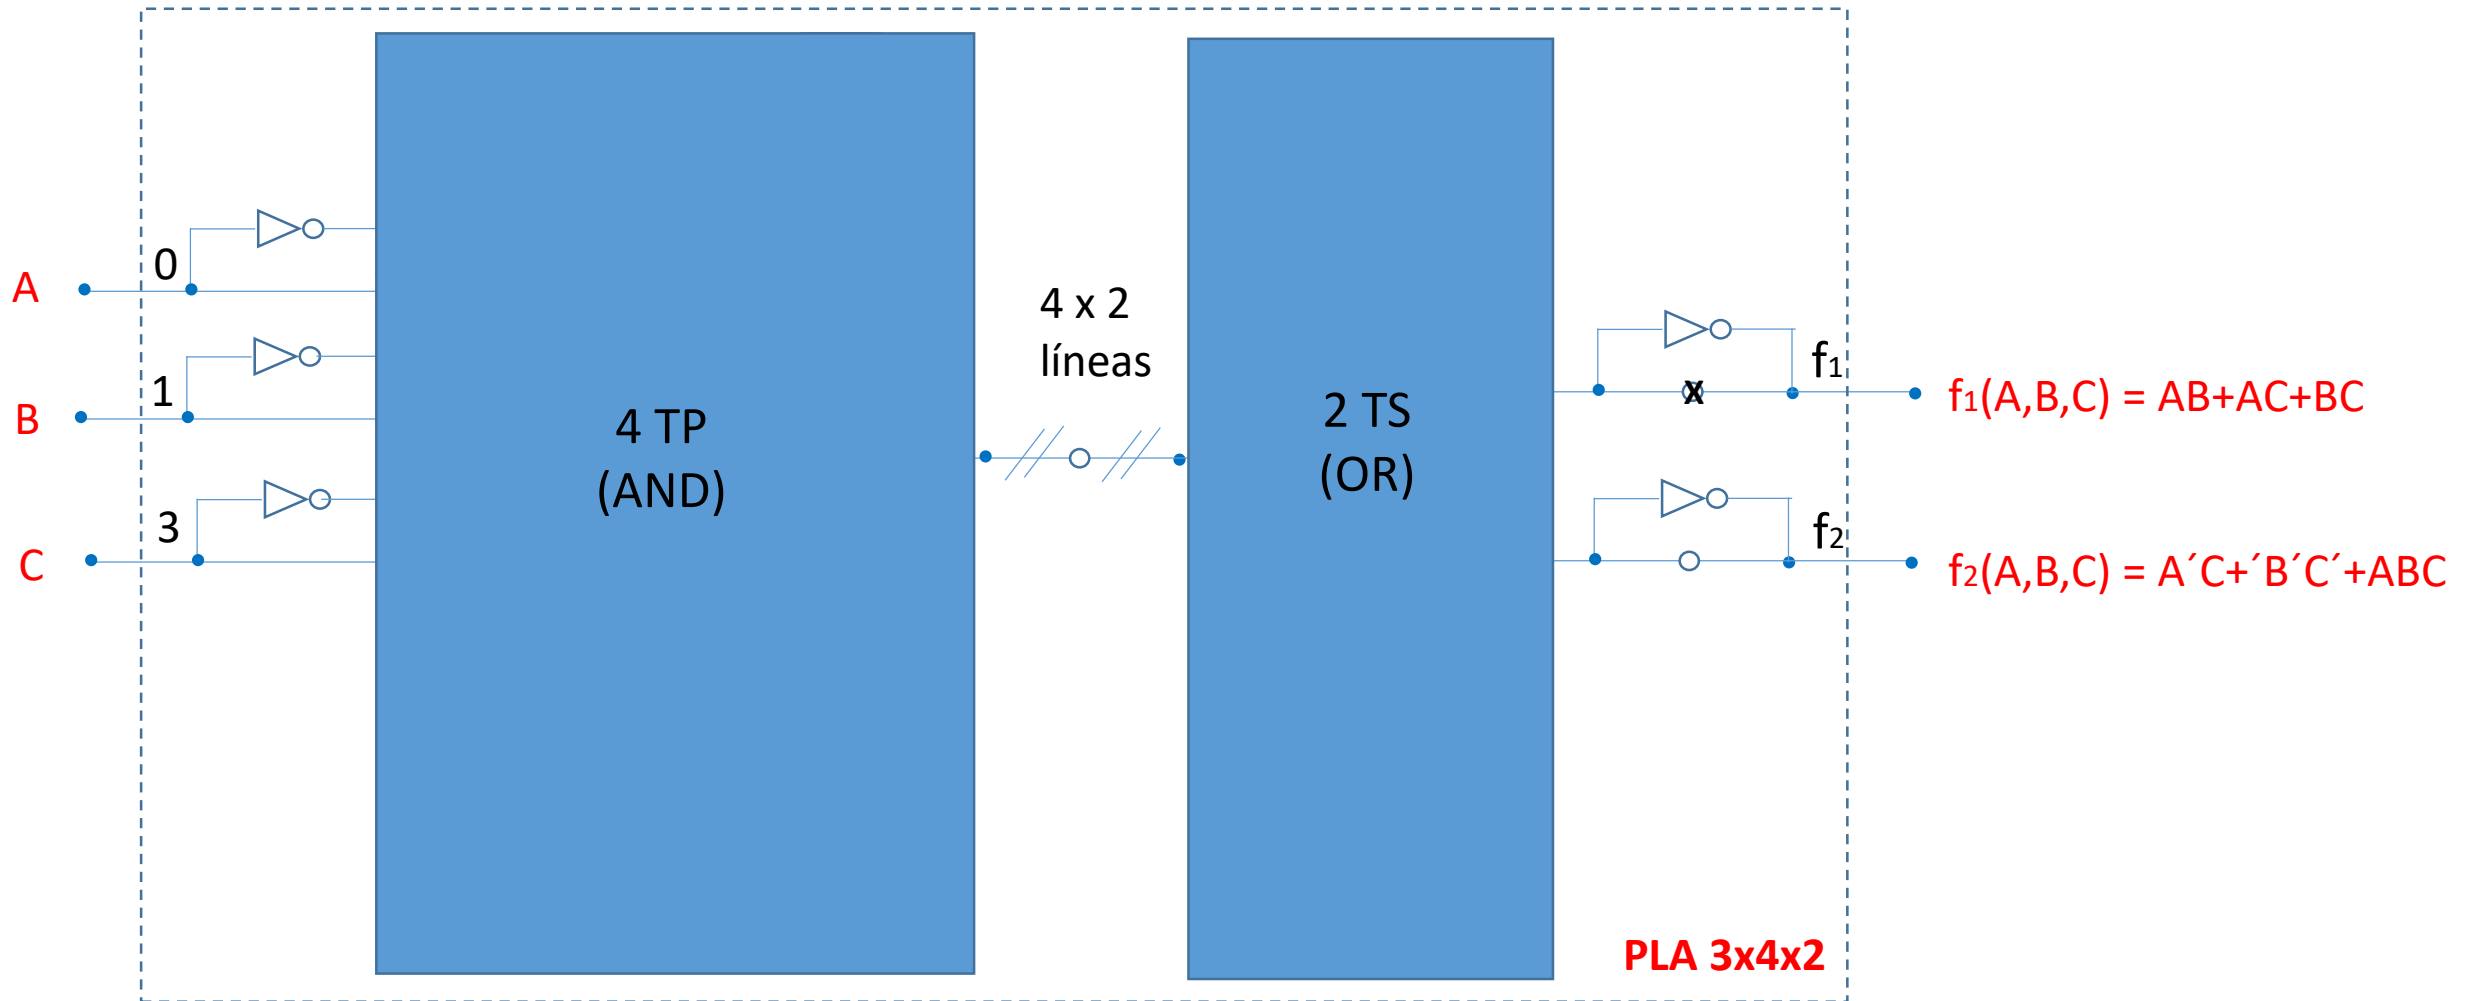 0
A
1
B
3
C
4 TP
(AND)
4 x 2
líneas
2 TS
(OR)
x
f1
f1(A,B,C) = AB+AC+BC
f2
f2(A,B,C) = A´C+´B´C´+ABC
PLA 3x4x2